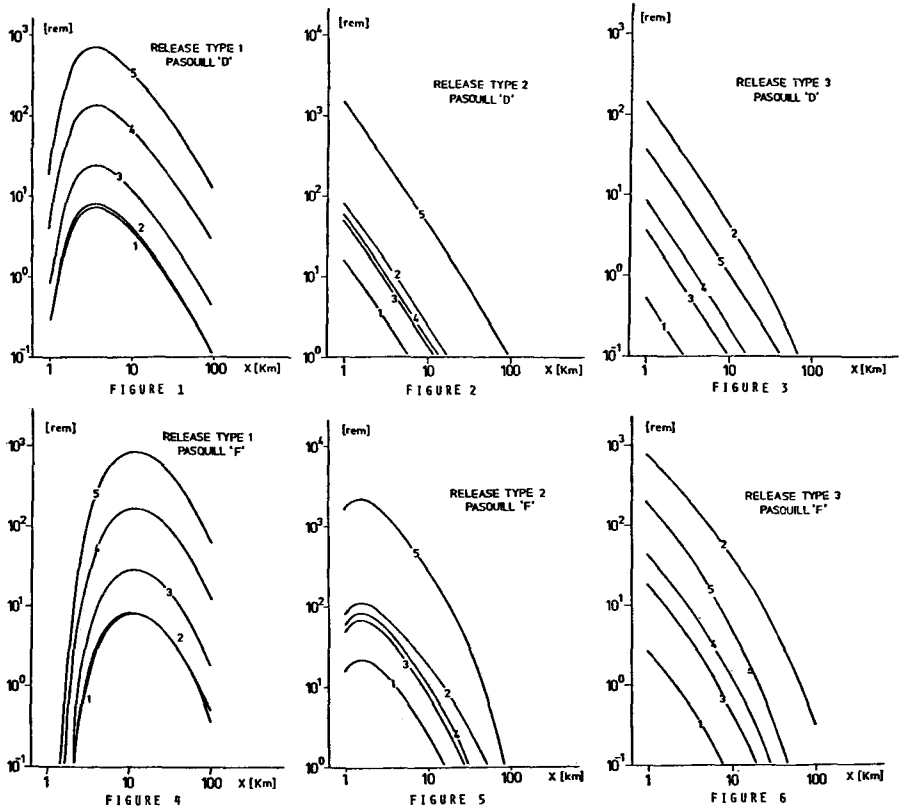 [rem]
10³
10²
10¹
10⁰
10⁻¹
RELEASE TYPE 1
PASQUILL 'D'
5
4
3
2
1
1
10
100
X [Km]
FIGURE 1
[rem]
10⁴
10³
10²
10¹
10⁰
RELEASE TYPE 2
PASQUILL 'D'
5
2
3
4
1
1
10
100
X [Km]
FIGURE 2
[rem]
10³
10²
10¹
10⁰
10⁻¹
RELEASE TYPE 3
PASQUILL 'D'
2
5
4
3
1
1
10
100
X [Km]
FIGURE 3
[rem]
10³
10²
10¹
10⁰
10⁻¹
RELEASE TYPE 1
PASQUILL 'F'
5
4
3
2
1
1
10
100
X [Km]
FIGURE 4
[rem]
10⁴
10³
10²
10¹
10⁰
RELEASE TYPE 2
PASQUILL 'F'
5
3
1
2
4
1
10
100
X [Km]
FIGURE 5
[rem]
10³
10²
10¹
10⁰
10⁻¹
RELEASE TYPE 3
PASQUILL 'F'
2
5
4
3
1
1
10
100
X [Km]
FIGURE 6